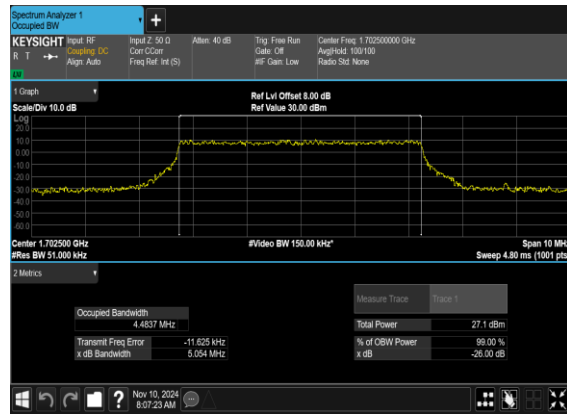 Spectrum Analyzer 1
Occupied BW
+
KEYSIGHT Input: RF Input Z: 50 Ω Atten: 40 dB Trig: Free Run Center Freq: 1.702500000 GHz
R T Coupling: DC Corr CCorr Gate: Off Avg|Hold: 100/100
Align: Auto Freq Ref: Int (S) #IF Gain: Low Radio Std: None
LW
1 Graph
Ref Lvl Offset 8.00 dB
Scale/Div 10.0 dB Ref Value 30.00 dBm
Log
20.0
10.0
0.00
-10.0
-20.0
-30.0
-40.0
-50.0
-60.0
Center 1.702500 GHz #Video BW 150.00 kHz* Span 10 MHz
#Res BW 51.000 kHz Sweep 4.80 ms (1001 pts
2 Metrics
Measure Trace Trace 1
Occupied Bandwidth
4.4837 MHz Total Power 27.1 dBm
Transmit Freq Error -11.625 kHz % of OBW Power 99.00 %
x dB Bandwidth 5.054 MHz x dB -26.00 dB
? Nov 10, 2024
8:07:23 AM